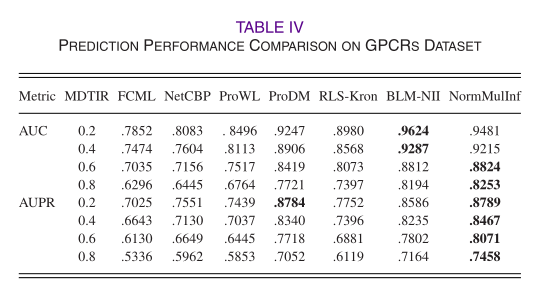 TABLE IV
PREDICTION PERFORMANCE COMPARISON ON GPCRS DATASET
Metric MDTIR FCML NetCBP ProWL ProDM RLS-Kron BLM-NII NormMulInf
AUC 0.2 .7852 .8083 . 8496 .9247 .8980 .9624 .9481
0.4 .7474 .7604 .8113 .8906 .8568 .9287 .9215
0.6 .7035 .7156 .7517 .8419 .8073 .8812 .8824
0.8 .6296 .6445 .6764 .7721 .7397 .8194 .8253
AUPR 0.2 .7025 .7551 .7439 .8784 .7752 .8586 .8789
0.4 .6643 .7130 .7037 .8340 .7396 .8235 .8467
0.6 .6130 .6649 .6445 .7718 .6881 .7802 .8071
0.8 .5336 .5962 .5853 .7052 .6119 .7164 .7458